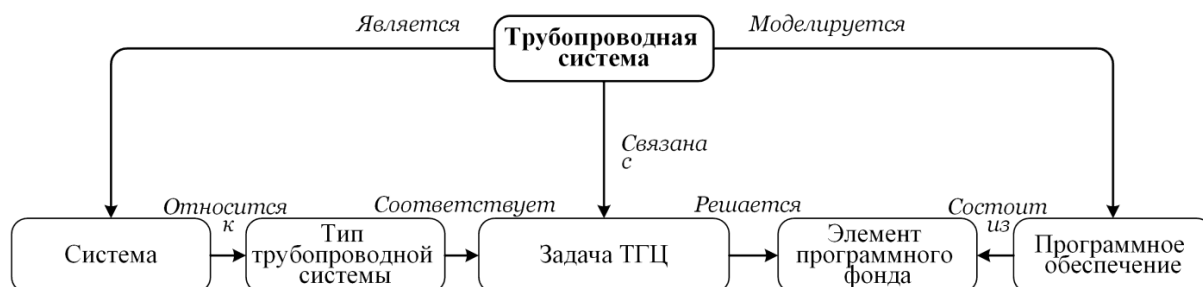 Является
Трубопроводная
система
Моделируется
Связана
с
Относится
к
Соответствует
Решается
Состоит
из
Система
Тип
трубопроводной
системы
Задача ТГЦ
Элемент
программного
фонда
Программное
обеспечение